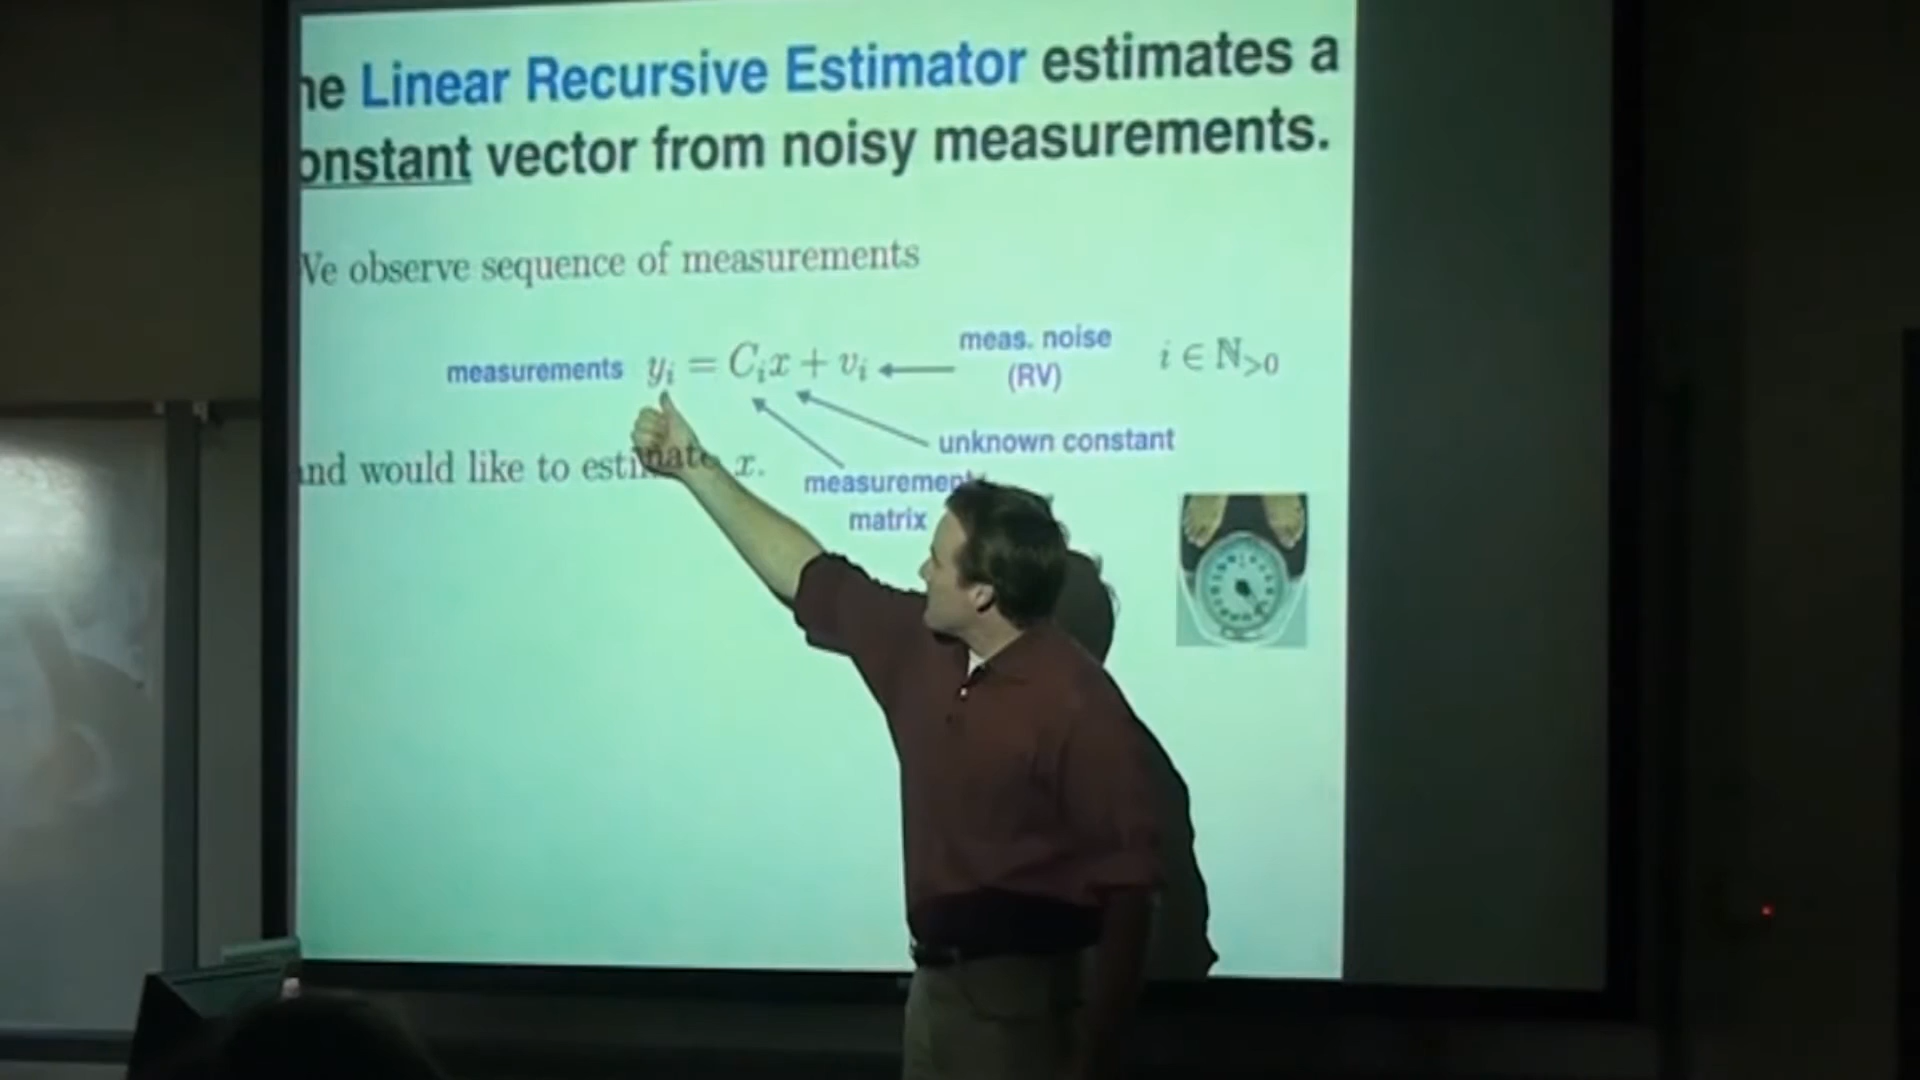 he Linear Recursive Estimator estimates a
onstant vector from noisy measurements.
We observe sequence of measurements
measurements y_i = C_i x + v_i meas. noise (RV) i ∈ ℕ_{>0}
unknown constant
measurement
matrix
and would like to estimate x.